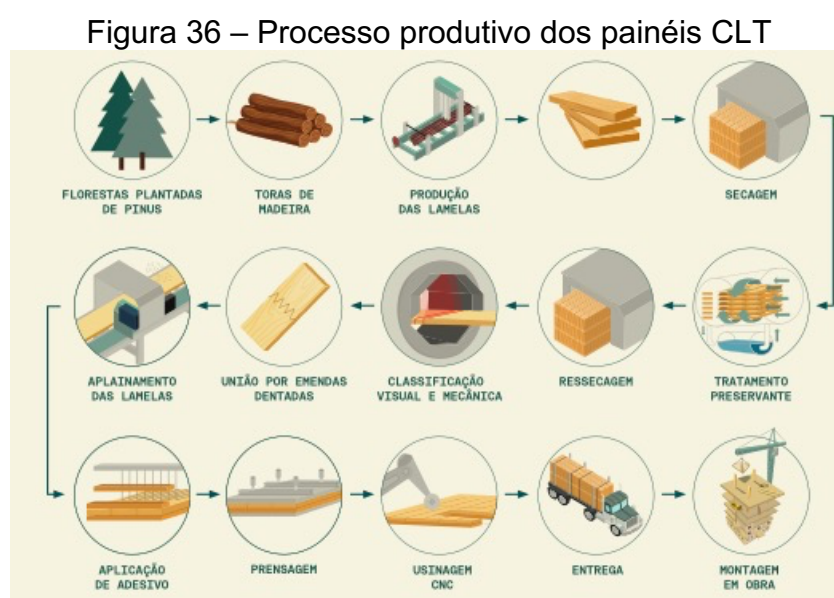 Figura 36 – Processo produtivo dos painéis CLT
FLORESTAS PLANTADAS
DE PINUS
TORAS DE
MADEIRA
PRODUÇÃO
DAS LAMELAS
SECAGEM
APLAINAMENTO
DAS LAMELAS
UNIÃO POR EMENDAS
DENTADAS
CLASSIFICAÇÃO
VISUAL E MECÂNICA
RESSECAGEM
TRATAMENTO
PRESERVANTE
APLICAÇÃO
DE ADESIVO
PRENSAGEM
USINAGEM
CNC
ENTREGA
MONTAGEM
EM OBRA